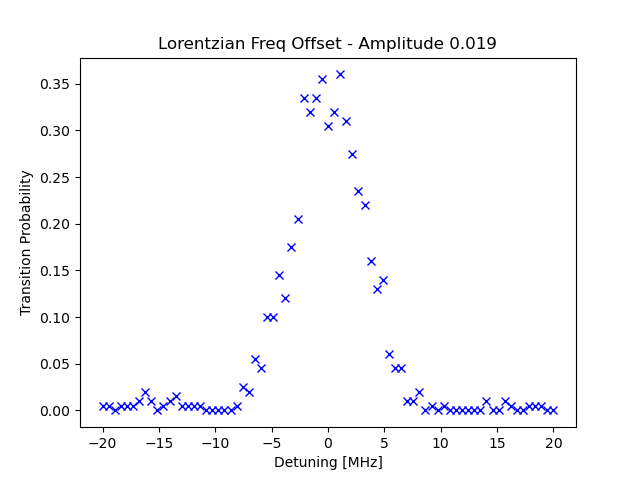 Lorentzian Freq Offset - Amplitude 0.019
0.35
0.30
0.25
0.20
0.15
0.10
0.05
0.00
Transition Probability
−20 −15 −10 −5 0 5 10 15 20
Detuning [MHz]